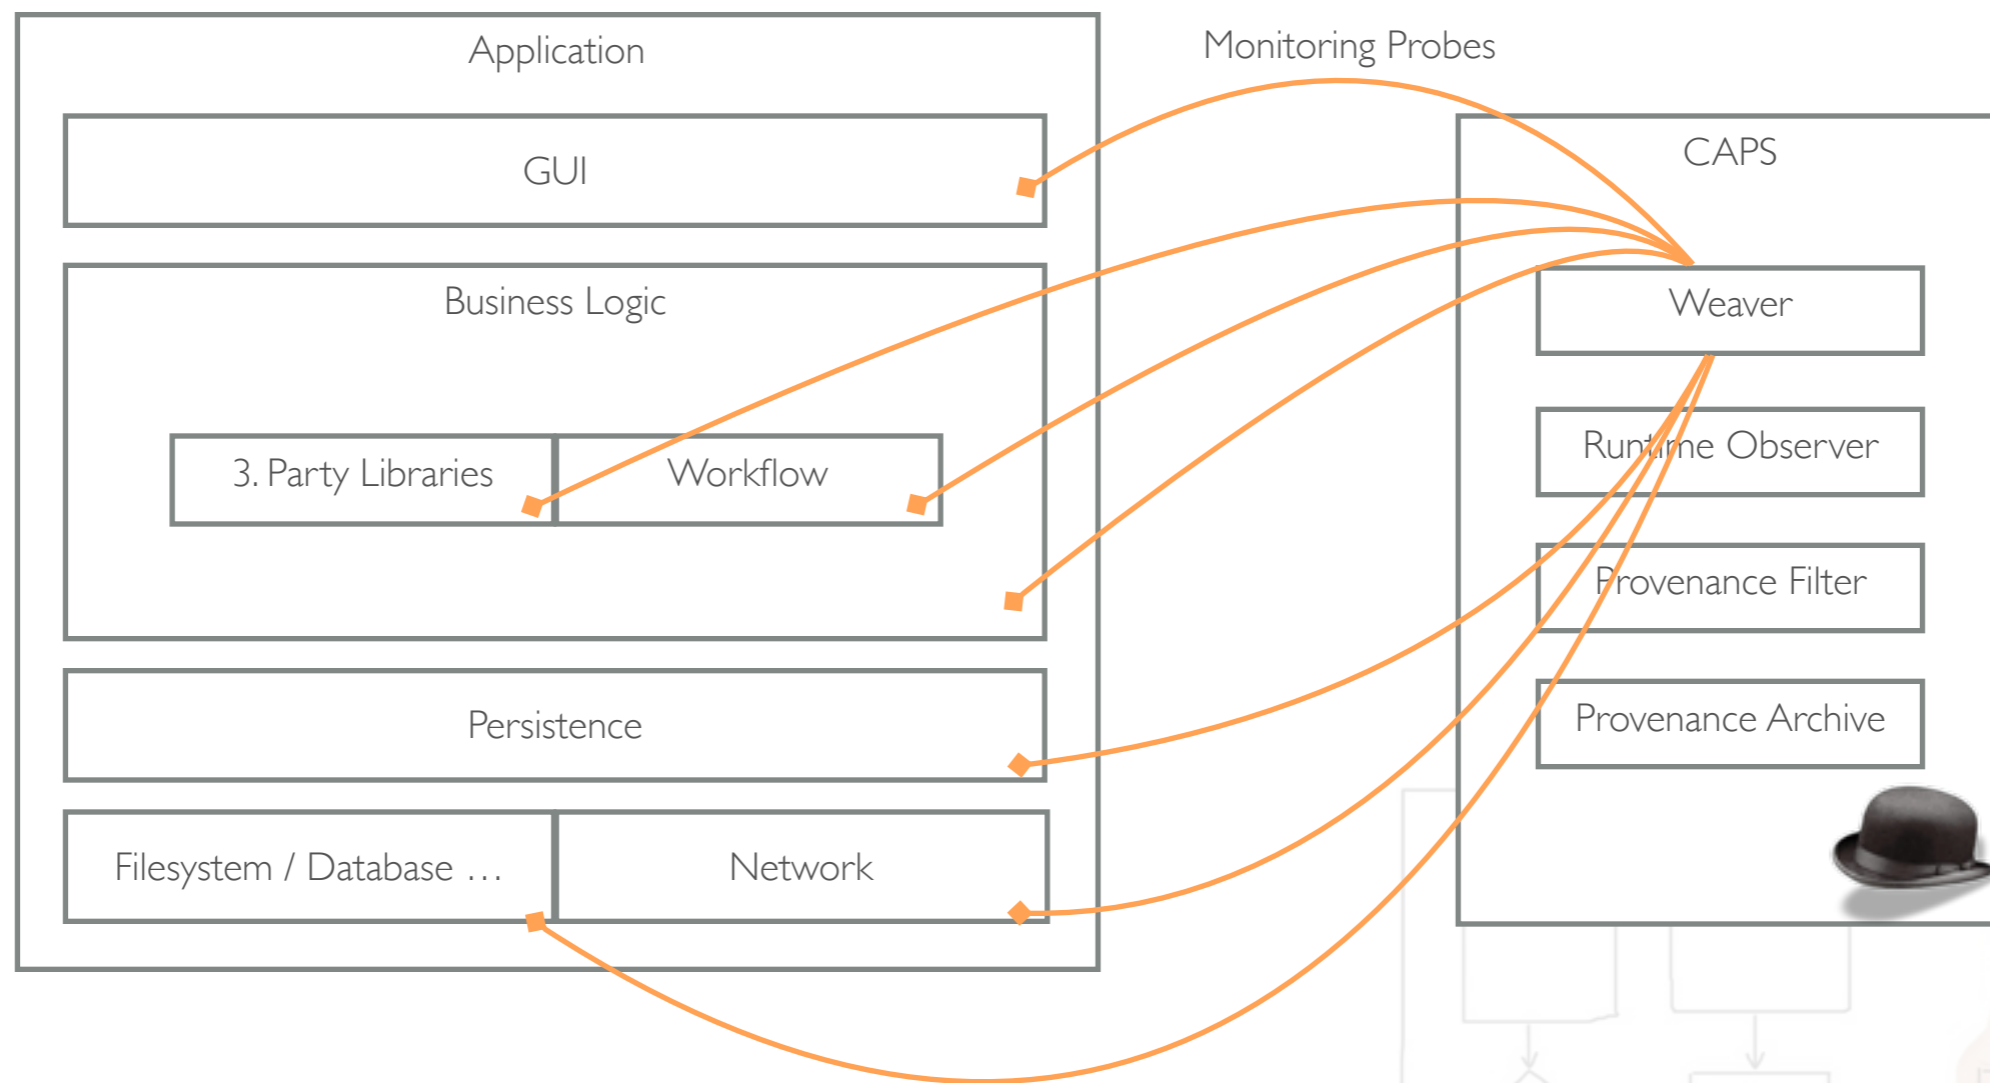 Application
Monitoring Probes
GUI
CAPS
Business Logic
Weaver
3. Party Libraries
Workflow
Runtime Observer
Provenance Filter
Persistence
Provenance Archive
Filesystem / Database …
Network